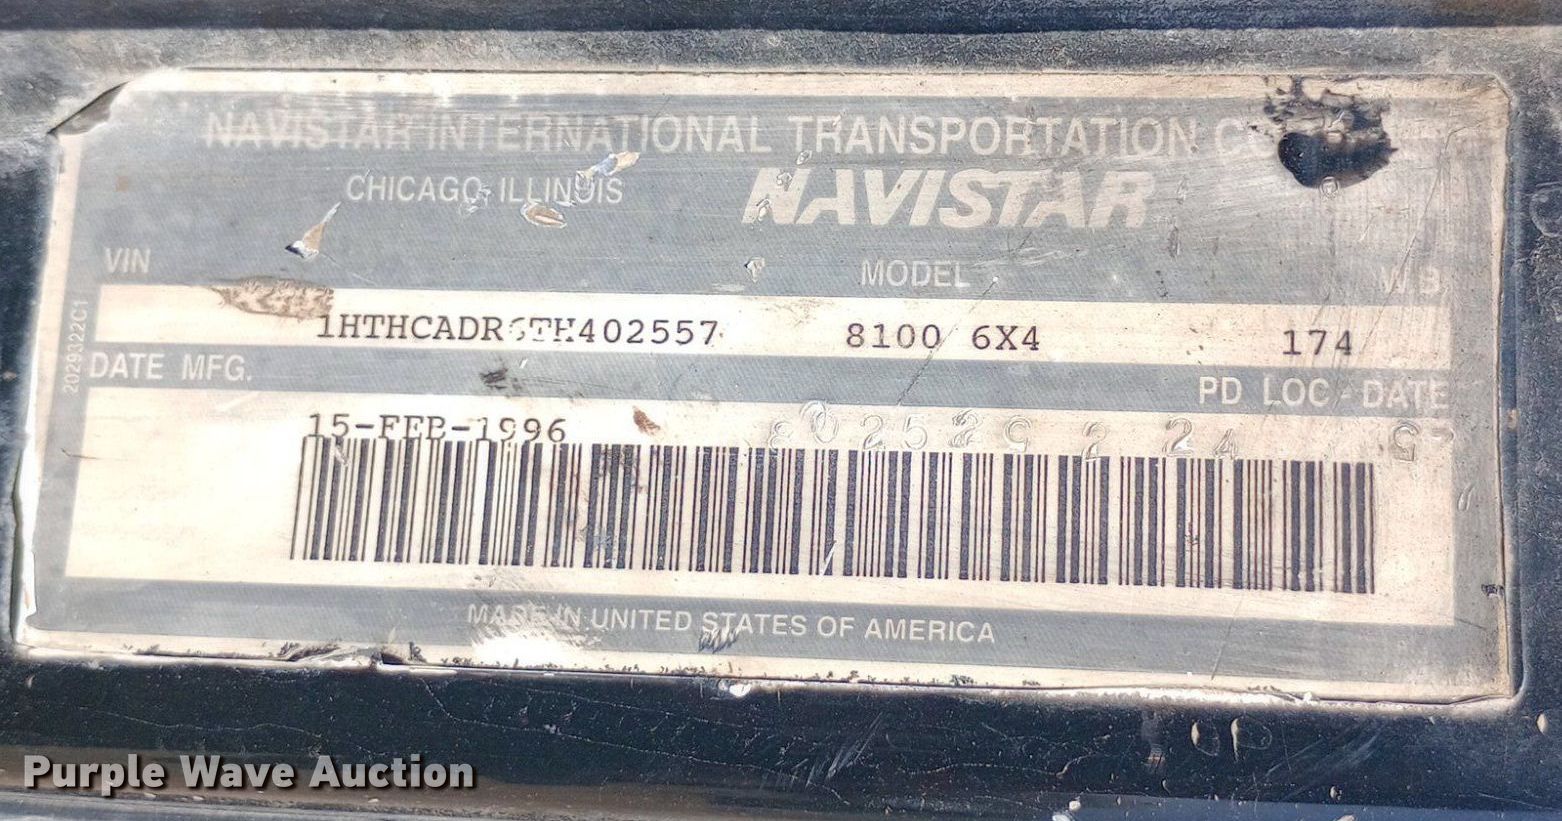 NAVISTAR INTERNATIONAL TRANSPORTATION
CHICAGO, ILLINOIS NAVISTAR
VIN MODEL W.B.
1HTHCADR6TH402557 8100 6X4 174
2029322C1
DATE MFG. PD LOC - DATE
15-FEB-1996
MADE IN UNITED STATES OF AMERICA
Purple Wave Auction